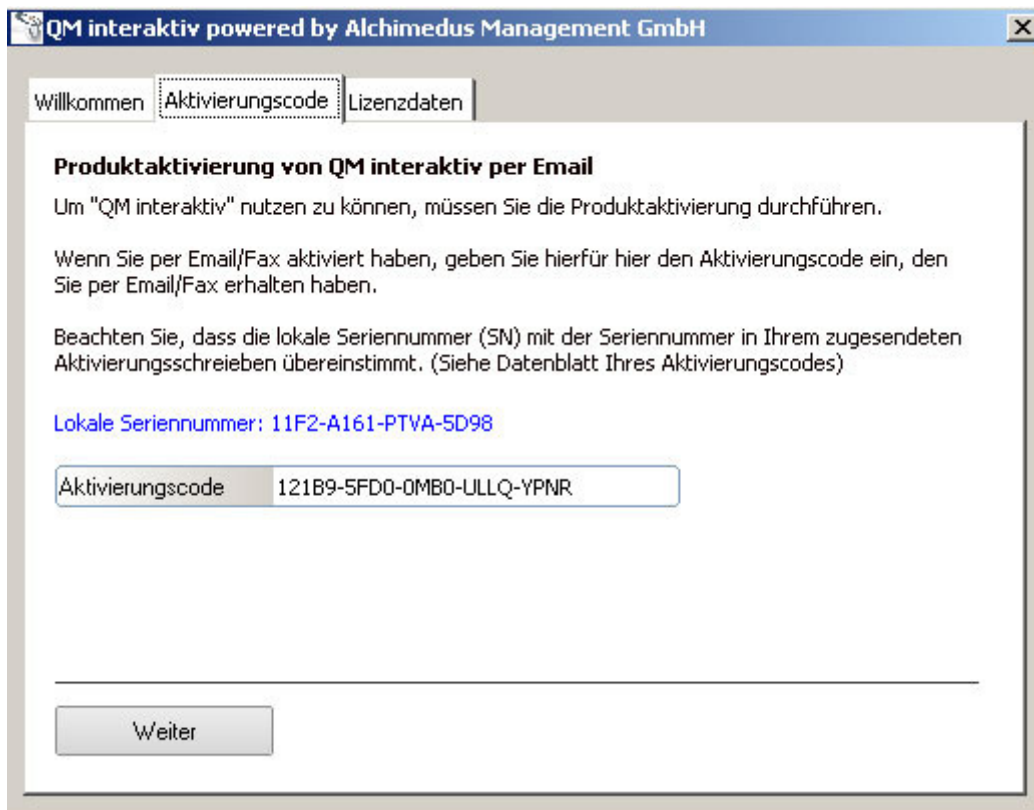 QM interaktiv powered by Alchimedus Management GmbH
Willkommen Aktivierungscode Lizenzdaten
Produktaktivierung von QM interaktiv per Email
Um "QM interaktiv" nutzen zu können, müssen Sie die Produktaktivierung durchführen.
Wenn Sie per Email/Fax aktiviert haben, geben Sie hierfür hier den Aktivierungscode ein, den
Sie per Email/Fax erhalten haben.
Beachten Sie, dass die lokale Seriennummer (SN) mit der Seriennummer in Ihrem zugesendeten
Aktivierungsschreieben übereinstimmt. (Siehe Datenblatt Ihres Aktivierungscodes)
Lokale Seriennummer: 11F2-A161-PTVA-5D98
Aktivierungscode 121B9-5FD0-0MB0-ULLQ-YPNR
Weiter